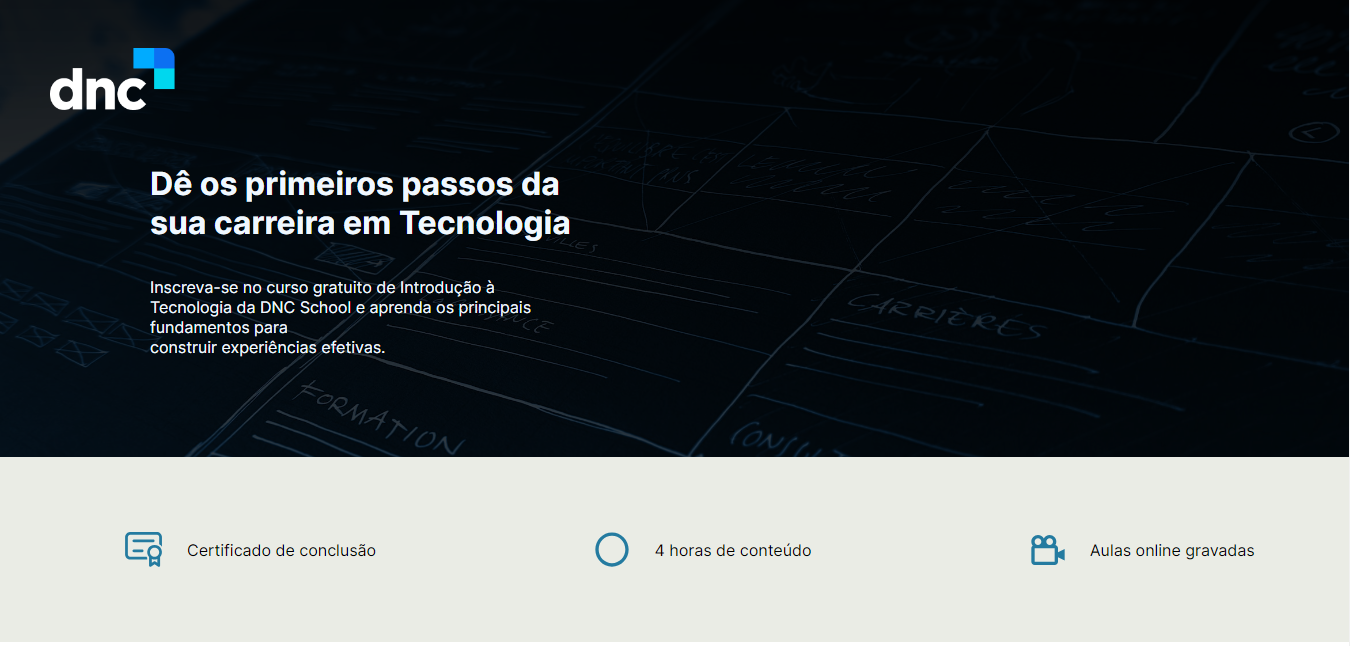 dnc
Dê os primeiros passos da
sua carreira em Tecnologia
Inscreva-se no curso gratuito de Introdução à
Tecnologia da DNC School e aprenda os principais
fundamentos para
construir experiências efetivas.
CARRIÈRES
FORMATION
Certificado de conclusão
4 horas de conteúdo
Aulas online gravadas